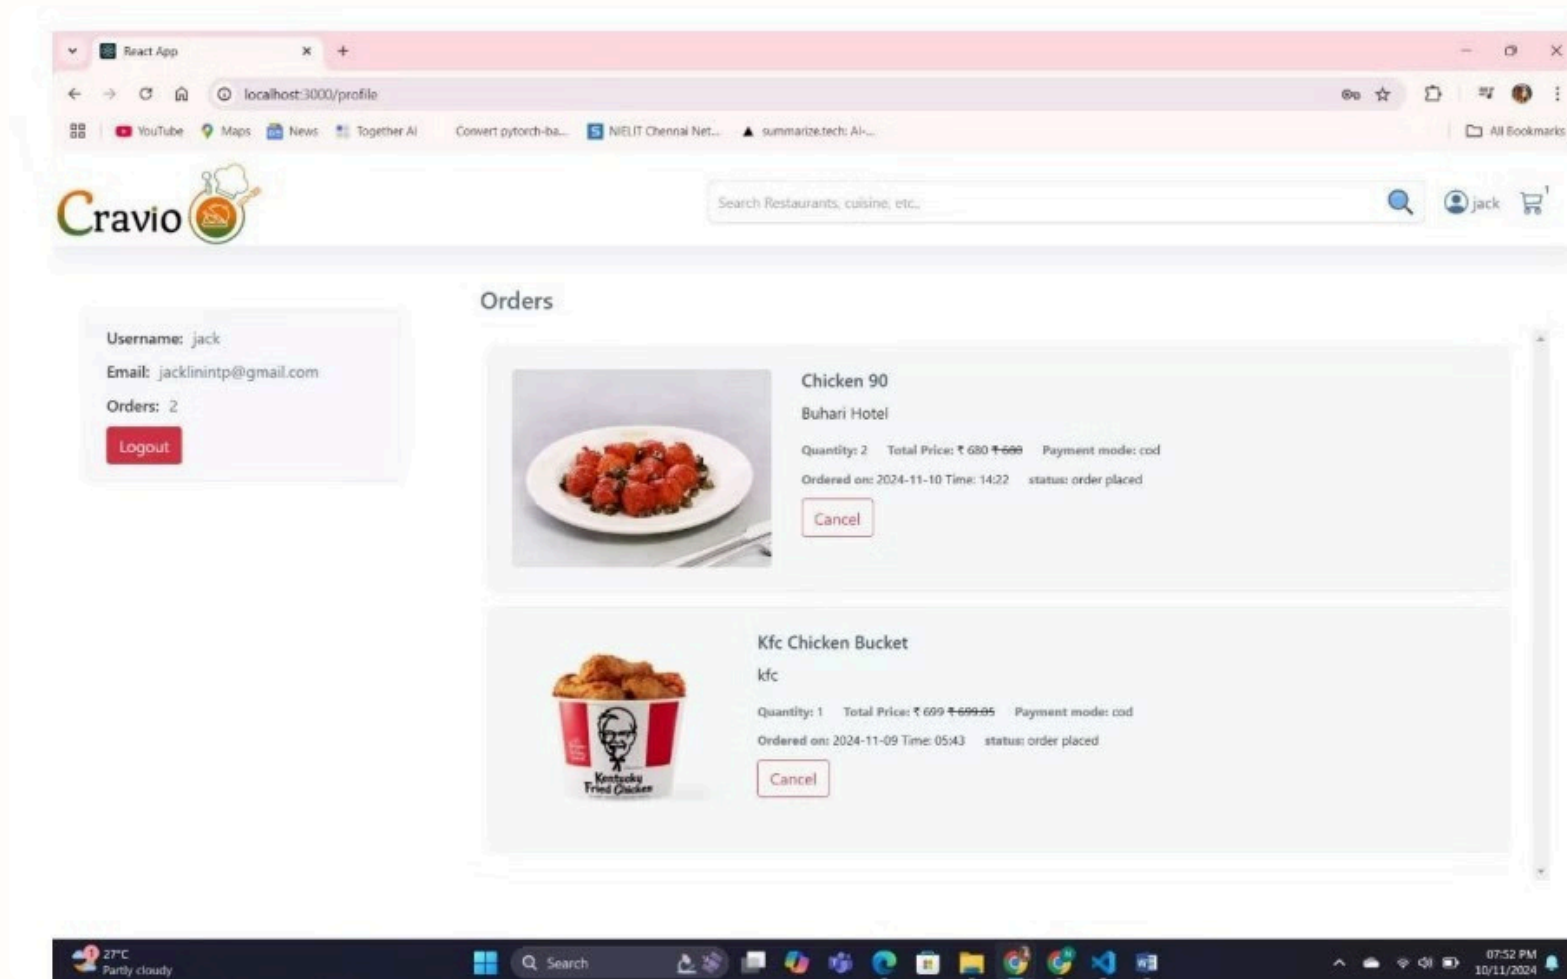 React App
localhost:3000/profile
YouTube Maps News Together AI Convert pytorch-ba... NIELIT Chennai Net... summarize.tech: AI-... All Bookmarks
Cravio
Search Restaurants, cuisine, etc.,
jack
1
Orders
Username: jack
Email: jacklinintp@gmail.com
Orders: 2
Logout
Chicken 90
Buhari Hotel
Quantity: 2 Total Price: ₹ 680 ₹ 680 Payment mode: cod
Ordered on: 2024-11-10 Time: 14:22 status: order placed
Cancel
Kfc Chicken Bucket
kfc
Quantity: 1 Total Price: ₹ 699 ₹ 699.05 Payment mode: cod
Ordered on: 2024-11-09 Time: 05:43 status: order placed
Cancel
Kentucky
Fried Chicken
1
27°C
Partly cloudy
Search
07:52 PM
10/11/2024